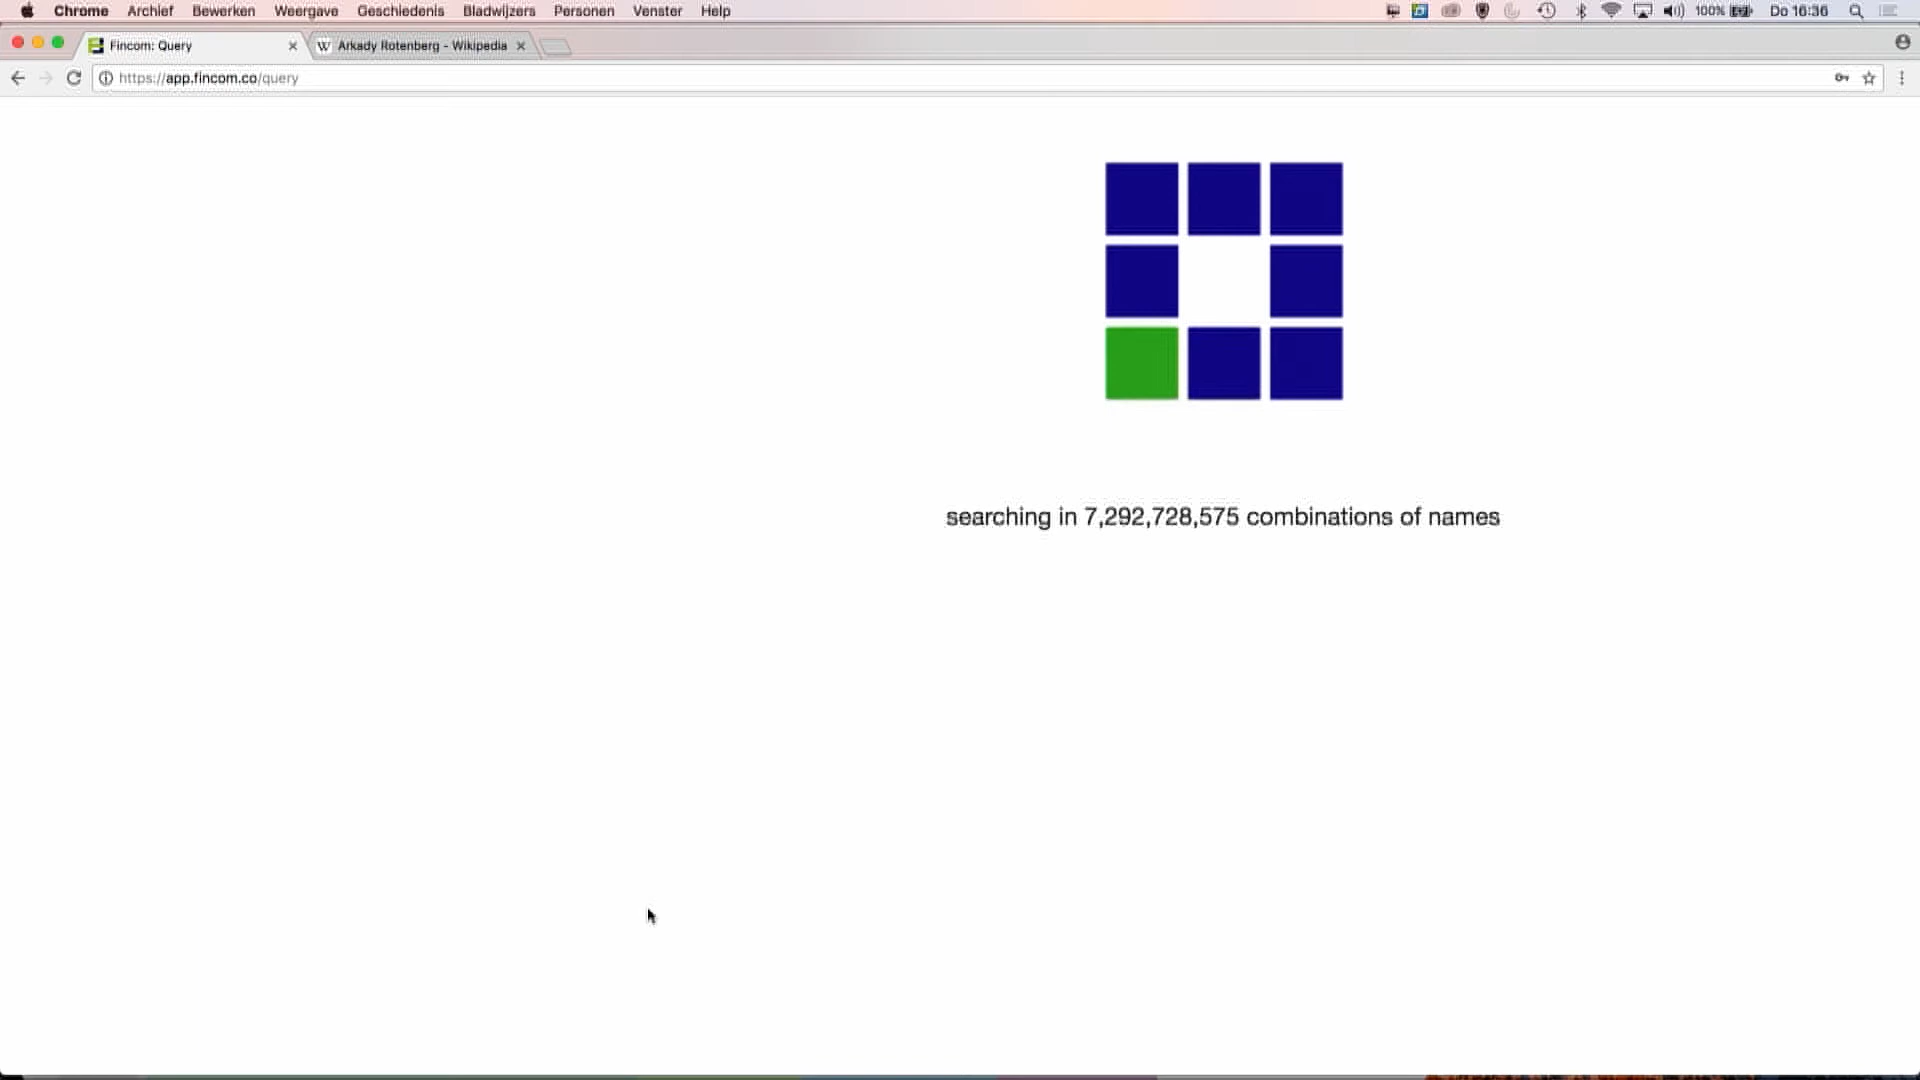 Chrome Archief Bewerken Weergave Geschiedenis Bladwijzers Personen Venster Help 100% Do 16:36
Fincom: Query W Arkady Rotenberg - Wikipedia
https://app.fincom.co/query
searching in 7,292,728,575 combinations of names